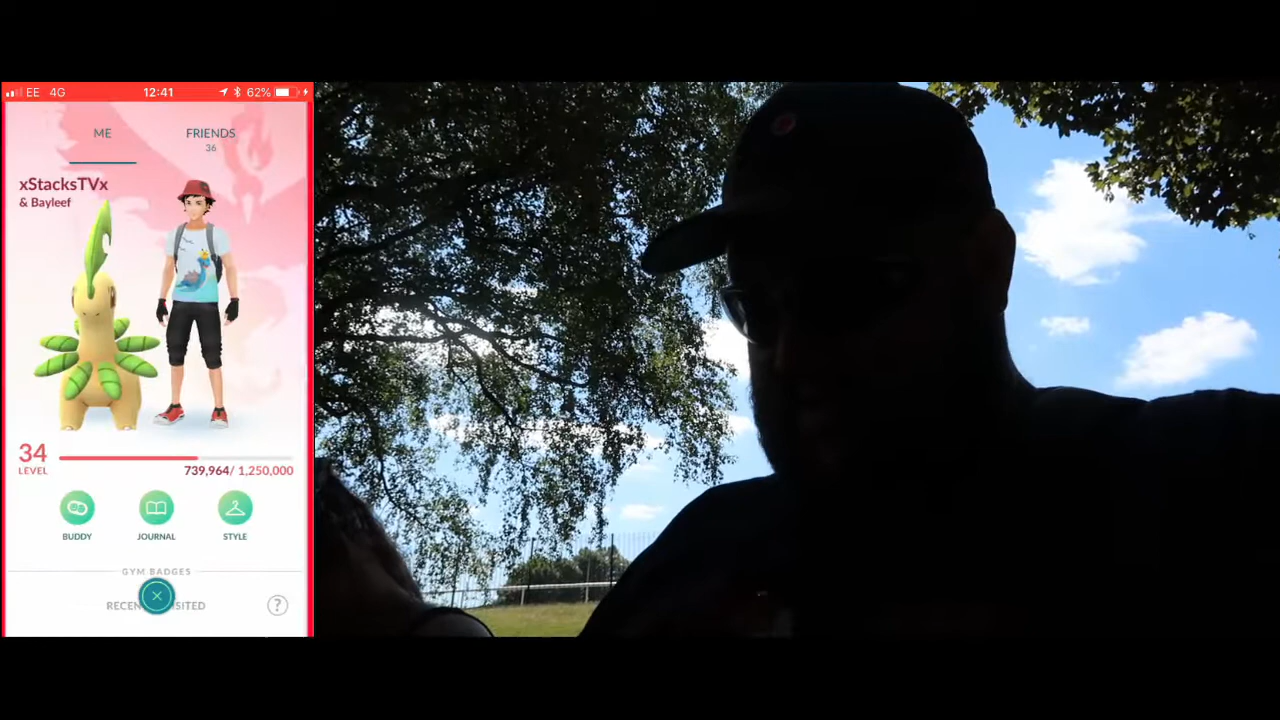 EE 4G 12:41 62%
ME FRIENDS
36
xStacksTVx
& Bayleef
34
LEVEL
739,964/ 1,250,000
BUDDY JOURNAL STYLE
GYM BADGES
?